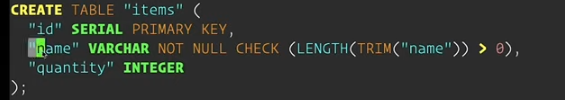 CREATE TABLE "items" (
"id" SERIAL PRIMARY KEY,
"name" VARCHAR NOT NULL CHECK (LENGTH(TRIM("name")) > 0),
"quantity" INTEGER
);